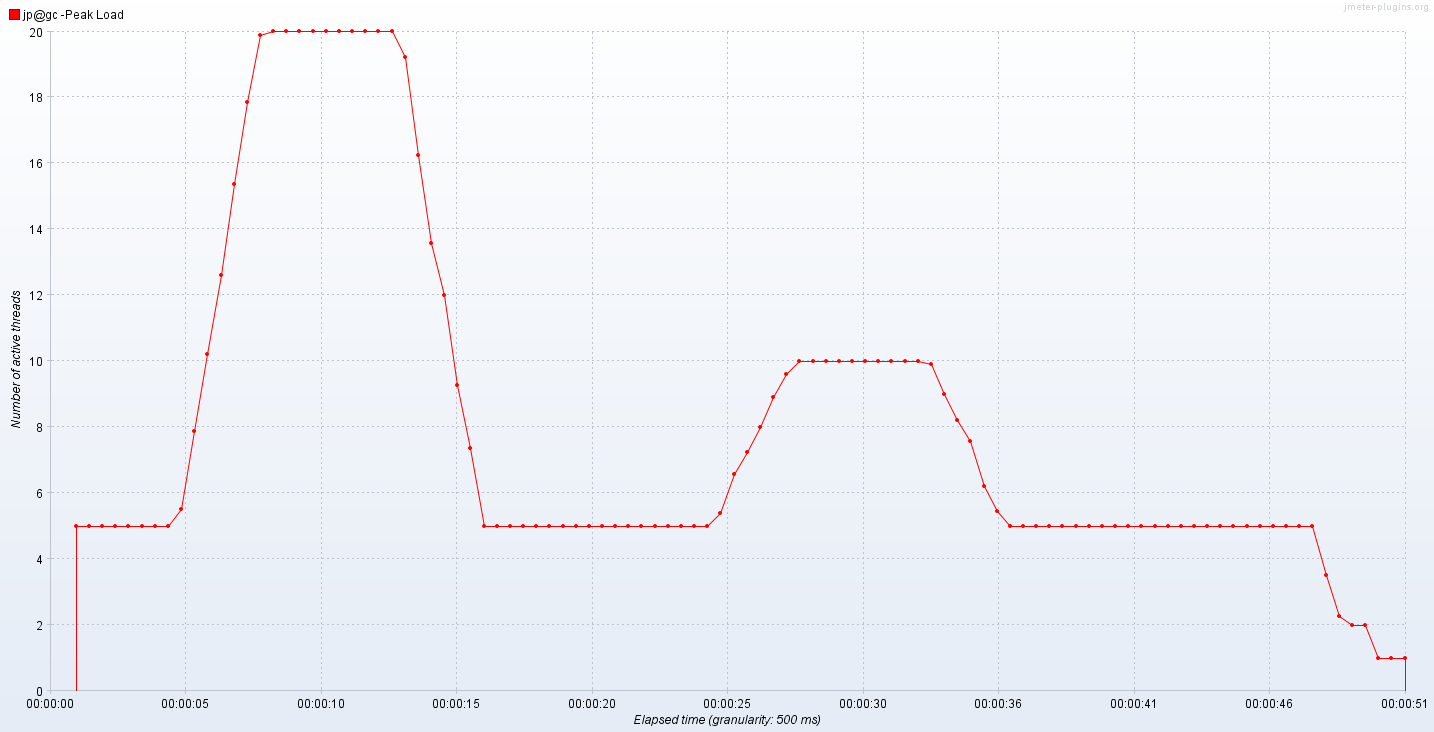 jp@gc -Peak Load
jmeter-plugins.org
20
18
16
14
12
10
8
6
4
2
0
Number of active threads
00:00:00 00:00:05 00:00:10 00:00:15 00:00:20 00:00:25 00:00:30 00:00:36 00:00:41 00:00:46 00:00:51
Elapsed time (granularity: 500 ms)